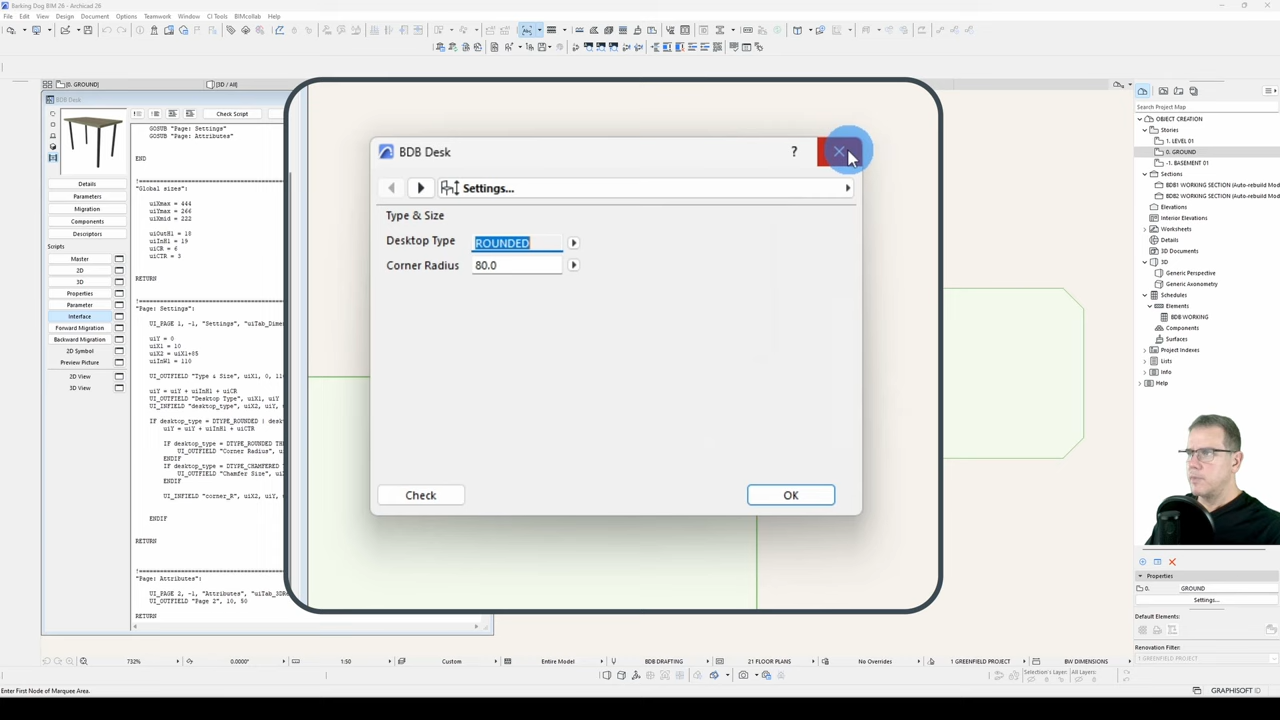 Barking Dog BIM 26 - Archicad 26
File Edit View Design Document Options Teamwork Window CI Tools BIMcollab Help
[0. GROUND]
[3D / All]
BDB Desk
Check Script
Details
Parameters
Migration
Components
Descriptors
Scripts
Master
2D
3D
Properties
Parameter
Interface
Forward Migration
Backward Migration
2D Symbol
Preview Picture
2D View
3D View
GOSUB "Page: Settings"
GOSUB "Page: Attributes"
END
"Global sizes":
uiXmax = 444
uiYmax = 266
uiXmid = 222
uiOutH1 = 18
uiInH1 = 19
uiCR = 6
uiCTR = 3
RETURN
"Page: Settings":
UI_PAGE 1, -1, "Settings", "uiTab_Dime
uiY = 0
uiX1 = 10
uiX2 = uiX1+85
uiInW1 = 110
UI_OUTFIELD "Type & Size", uiX1, 0, 11
uiY = uiY + uiInH1 + uiCR
UI_OUTFIELD "Desktop Type", uiX1, uiY
UI_INFIELD "desktop_type", uiX2, uiY,
IF desktop_type = DTYPE_ROUNDED | desk
uiY = uiY + uiInH1 + uiCTR
IF desktop_type = DTYPE_ROUNDED THE
UI_OUTFIELD "Corner Radius", ui
ENDIF
IF desktop_type = DTYPE_CHAMFERED T
UI_OUTFIELD "Chamfer Size", uiX
ENDIF
UI_INFIELD "corner_R", uiX2, uiY,
ENDIF
RETURN
"Page: Attributes":
UI_PAGE 2, -1, "Attributes", "uiTab_3DRe
UI_OUTFIELD "Page 2", 10, 50
RETURN
BDB Desk
?
Settings...
Type & Size
Desktop Type ROUNDED
Corner Radius 80.0
Check OK
Search Project Map
OBJECT CREATION
Stories
1. LEVEL 01
0. GROUND
-1. BASEMENT 01
Sections
BDB1 WORKING SECTION (Auto-rebuild Mod
BDB2 WORKING SECTION (Auto-rebuild Mod
Elevations
Interior Elevations
Worksheets
Details
3D Documents
3D
Generic Perspective
Generic Axonometry
Schedules
Elements
BDB WORKING
Components
Surfaces
Project Indexes
Lists
Info
Help
Properties
0. GROUND
Settings...
Default Elements:
Renovation Filter:
1 GREENFIELD PROJECT
732% 0.0000° 1:50 Custom Entire Model BDB DRAFTING 21 FLOOR PLANS No Overrides 1 GREENFIELD PROJECT BW DIMENSIONS
Selection's Layer: All Layers:
Enter First Node of Marquee Area.
GRAPHISOFT ID